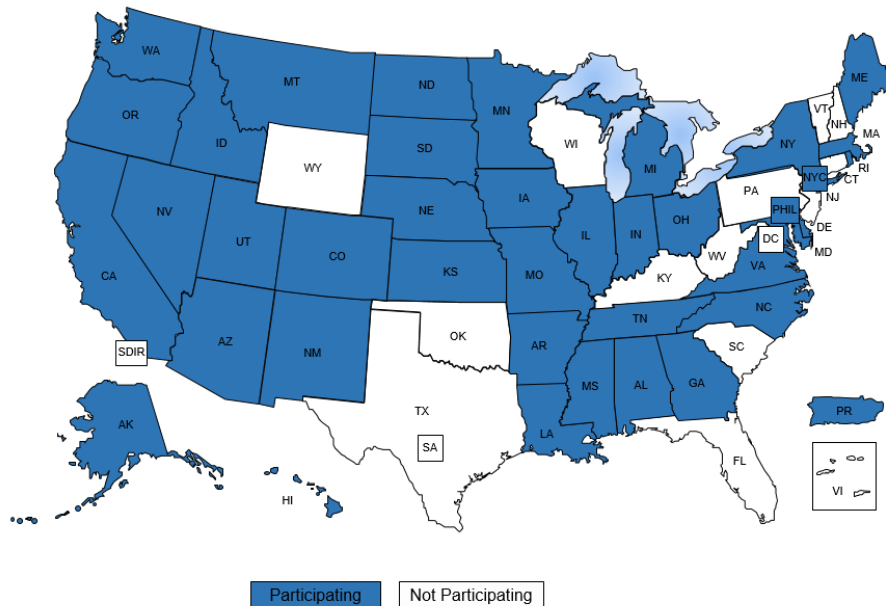 WA
ME
MT
ND
VT
MN
OR
NH
MA
ID
WI
NY
SD
MI
RI
WY
NYC
CT
PA
IA
NJ
NE
PHIL
NV
OH
IL
IN
DE
UT
DC
CO
MD
CA
WV
VA
KS
MO
KY
NC
TN
OK
AZ
AR
SC
SDIR
NM
MS
AL
GA
TX
PR
AK
LA
SA
FL
VI
HI
Participating
Not Participating